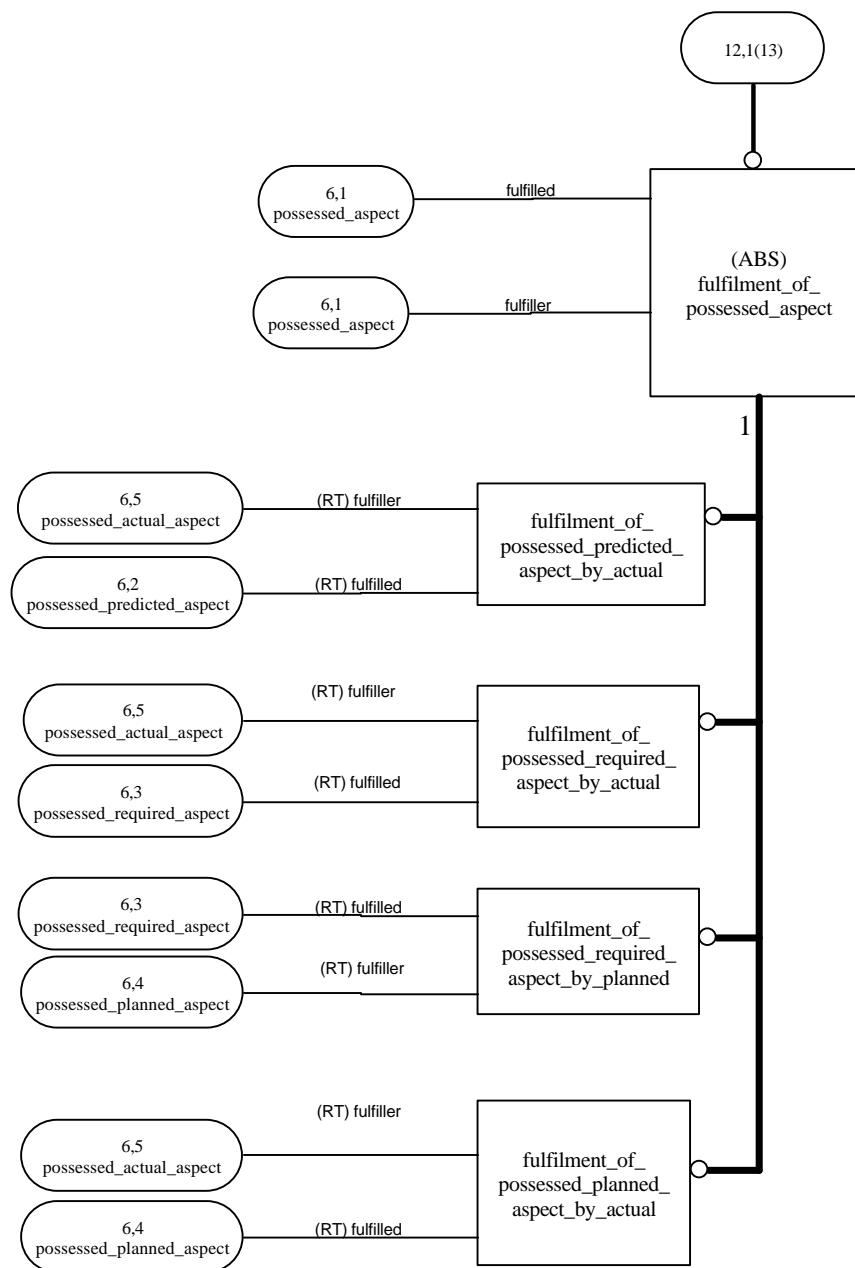 12,1(13)
6,1
possessed_aspect
fulfilled
(ABS)
fulfilment_of_
possessed_aspect
6,1
possessed_aspect
fulfiller
1
6,5
possessed_actual_aspect
(RT) fulfiller
fulfilment_of_
possessed_predicted_
aspect_by_actual
6,2
possessed_predicted_aspect
(RT) fulfilled
6,5
possessed_actual_aspect
(RT) fulfiller
fulfilment_of_
possessed_required_
aspect_by_actual
6,3
possessed_required_aspect
(RT) fulfilled
6,3
possessed_required_aspect
(RT) fulfilled
fulfilment_of_
possessed_required_
aspect_by_planned
6,4
possessed_planned_aspect
(RT) fulfiller
6,5
possessed_actual_aspect
(RT) fulfiller
fulfilment_of_
possessed_planned_
aspect_by_actual
6,4
possessed_planned_aspect
(RT) fulfilled